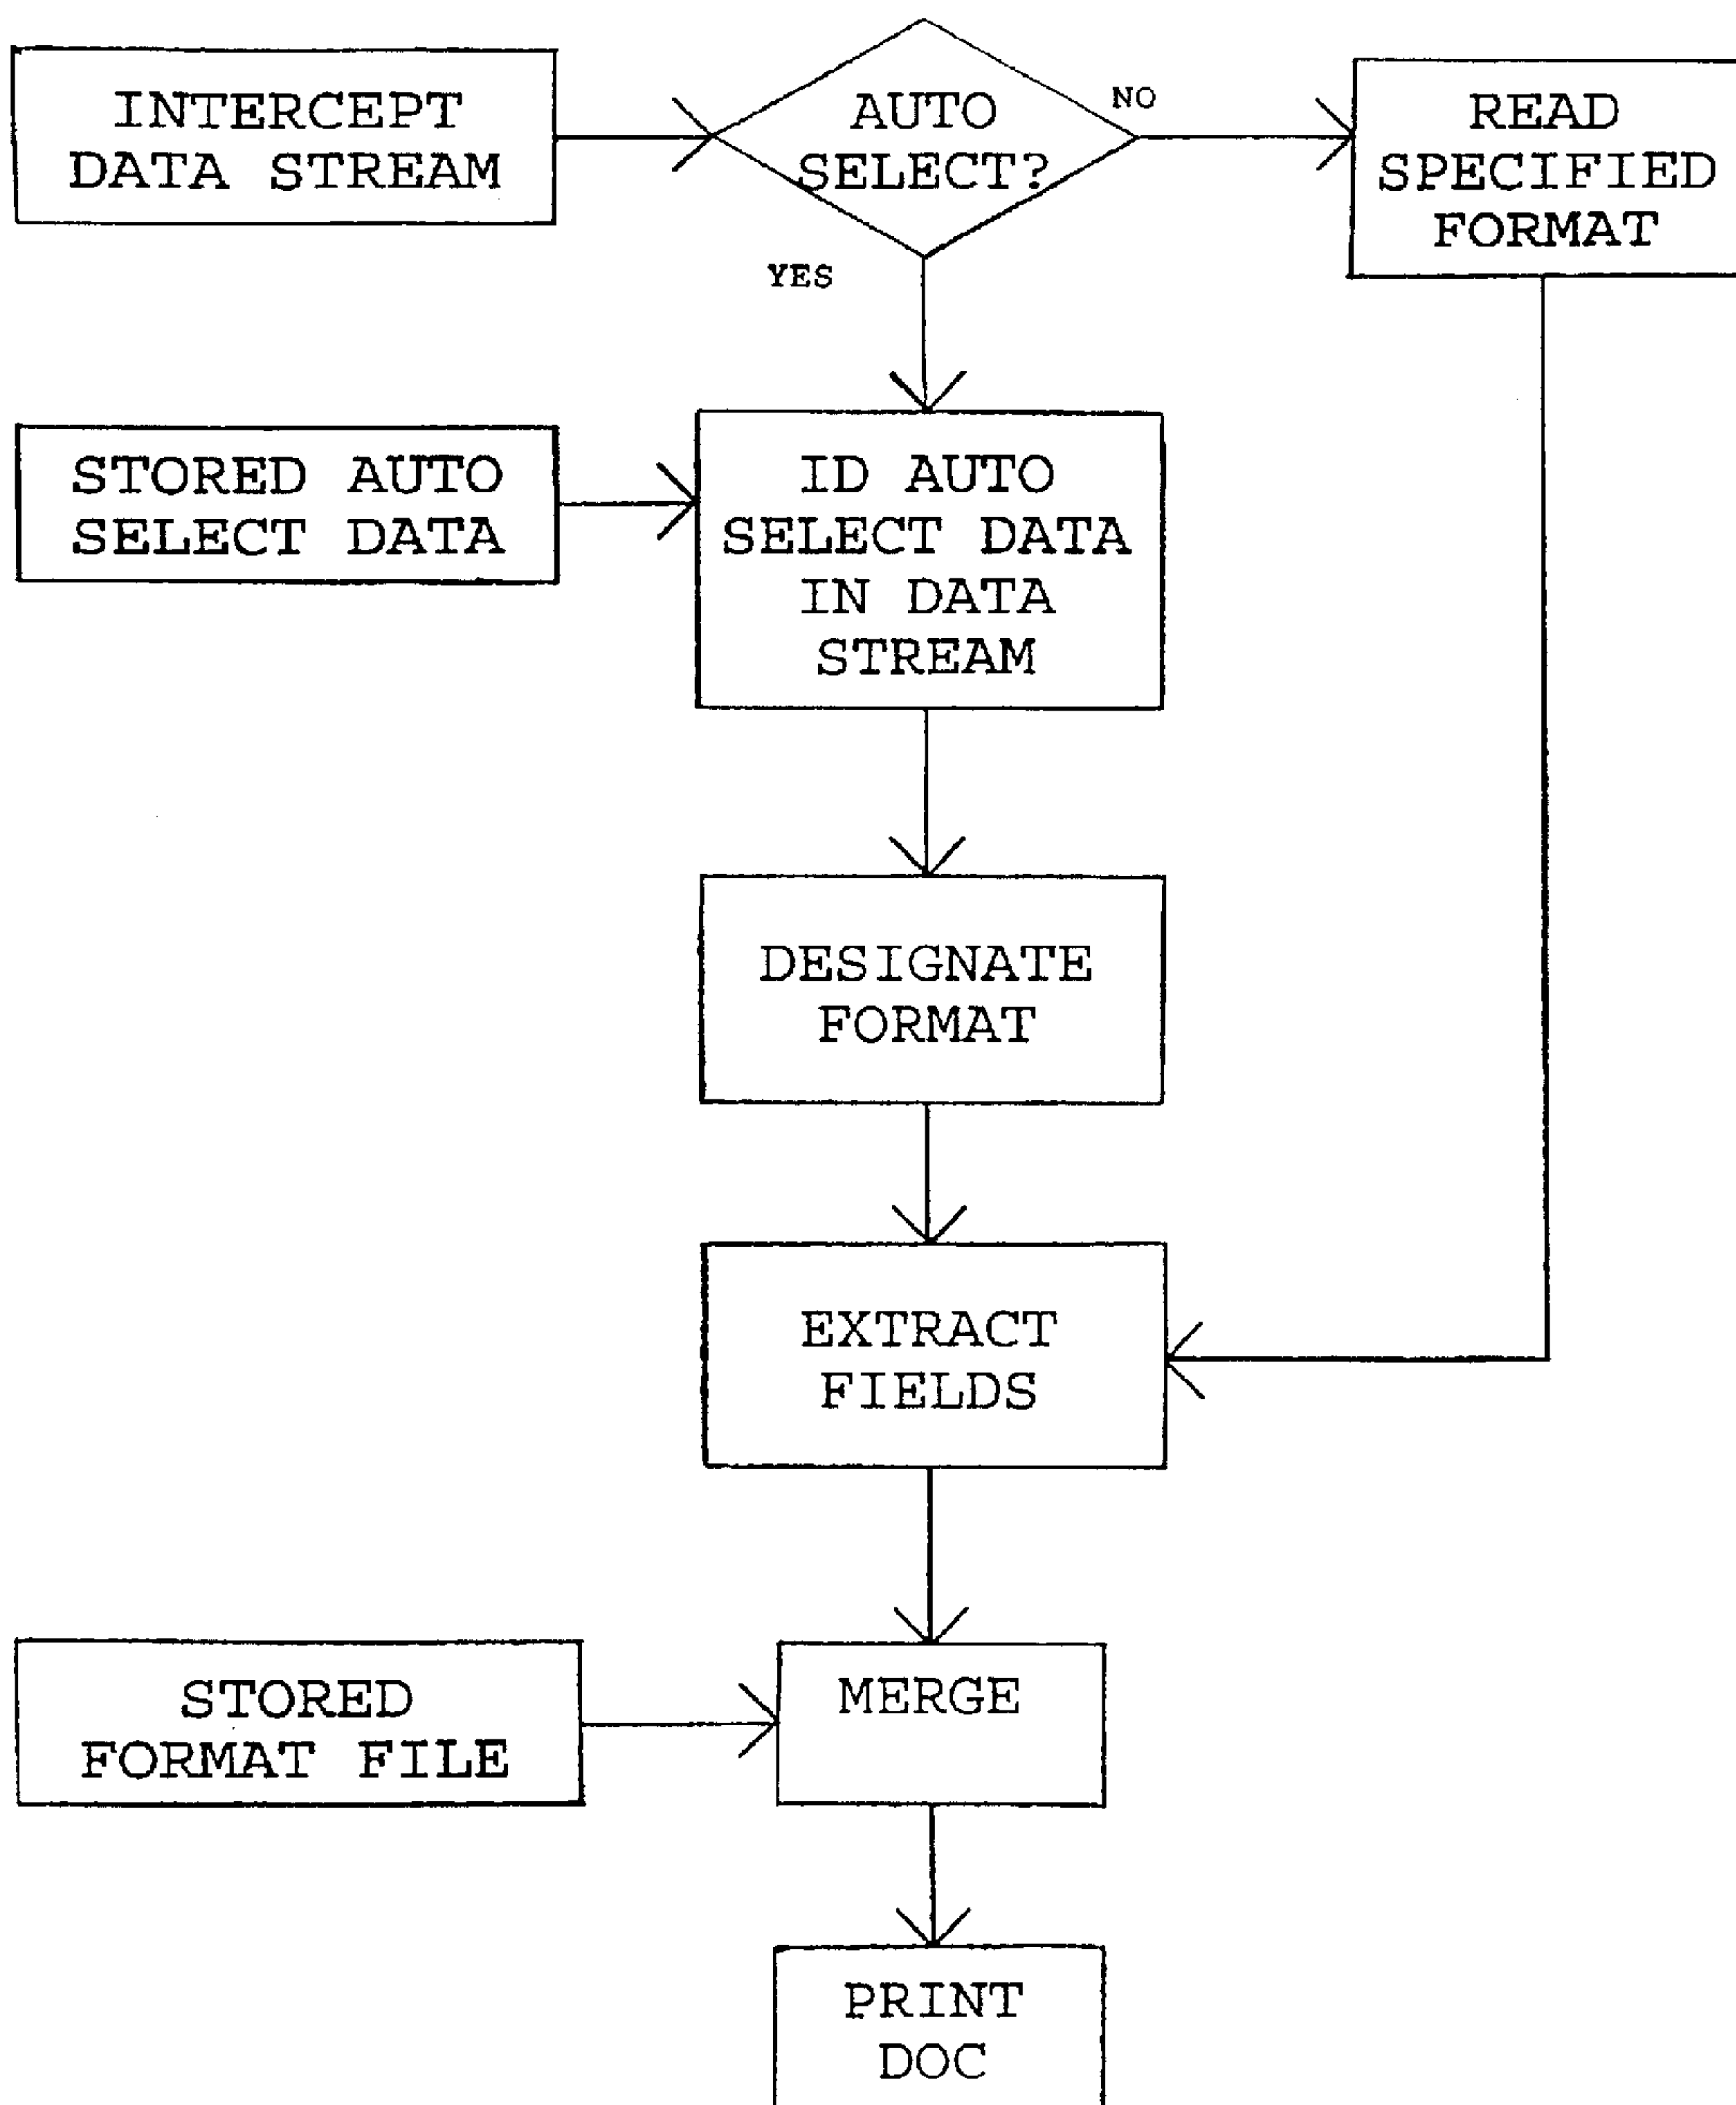 INTERCEPT
DATA STREAM
AUTO
SELECT?
NO
READ
SPECIFIED
FORMAT
YES
STORED AUTO
SELECT DATA
ID AUTO
SELECT DATA
IN DATA
STREAM
DESIGNATE
FORMAT
EXTRACT
FIELDS
STORED
FORMAT FILE
MERGE
PRINT
DOC